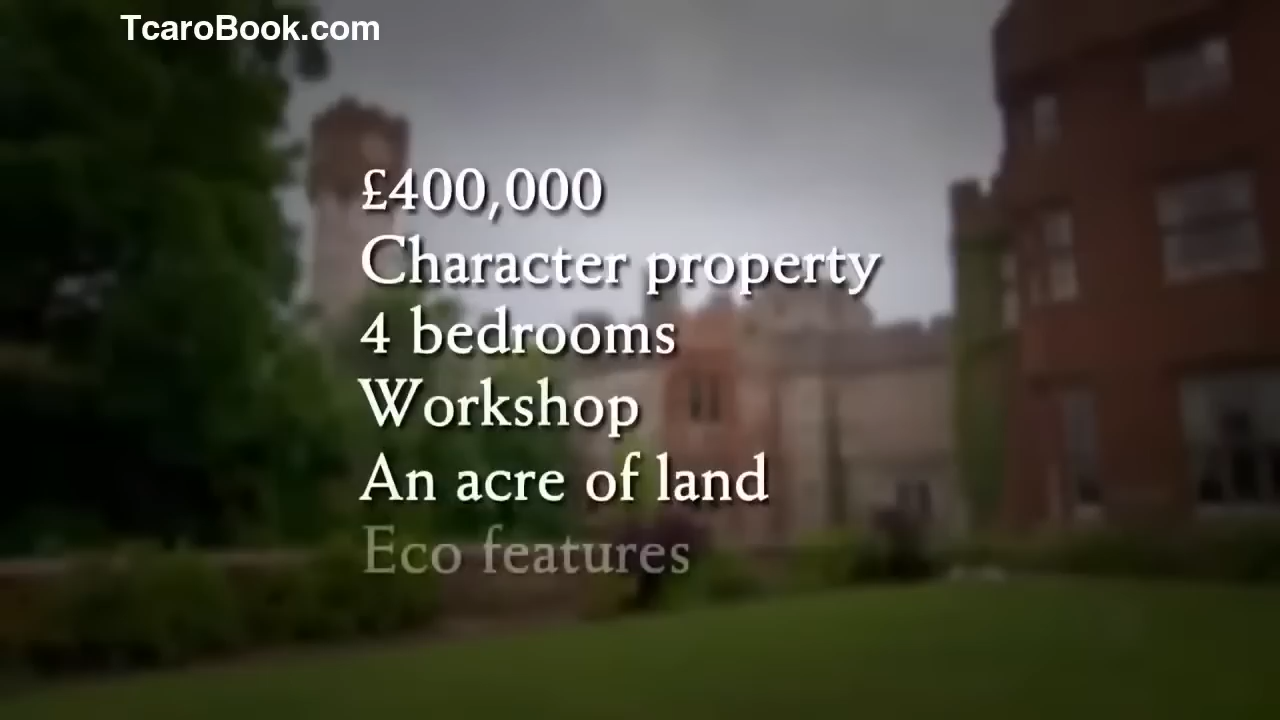 TcaroBook.com
£400,000
Character property
4 bedrooms
Workshop
An acre of land
Eco features